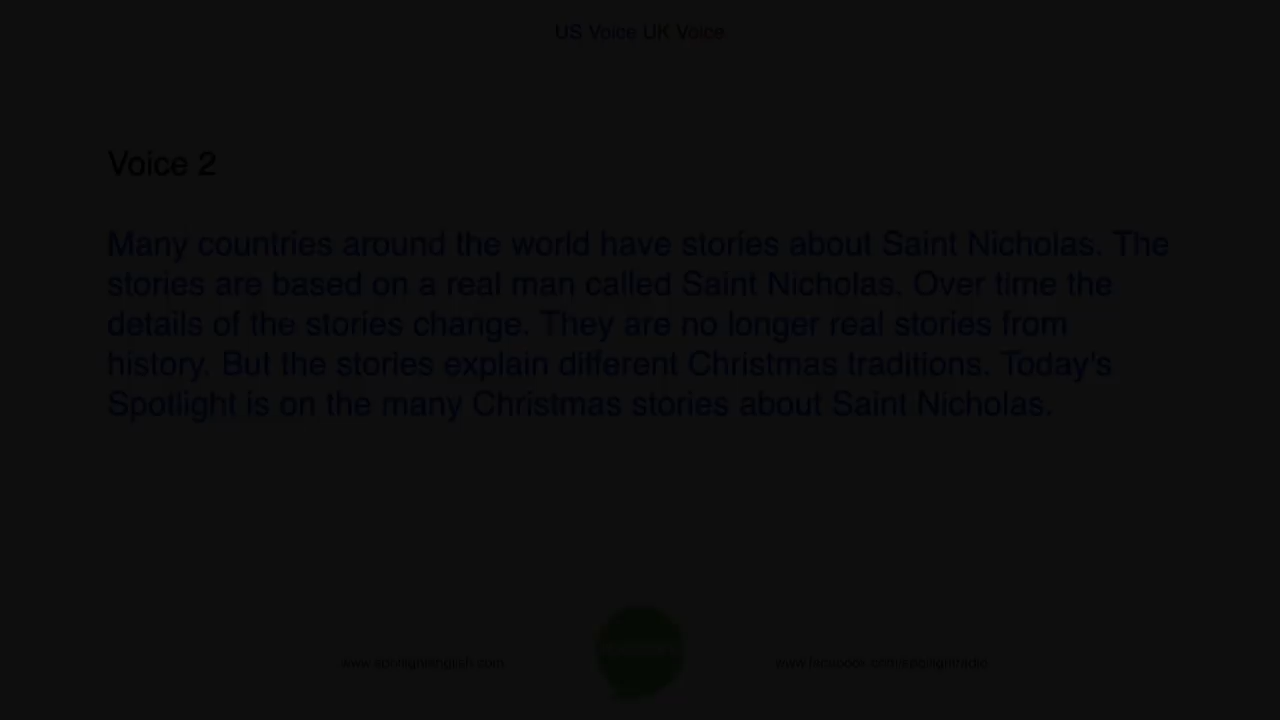 US Voice UK Voice
Voice 2
Many countries around the world have stories about Saint Nicholas. The
stories are based on a real man called Saint Nicholas. Over time the
details of the stories change. They are no longer real stories from
history. But the stories explain different Christmas traditions. Today's
Spotlight is on the many Christmas stories about Saint Nicholas.